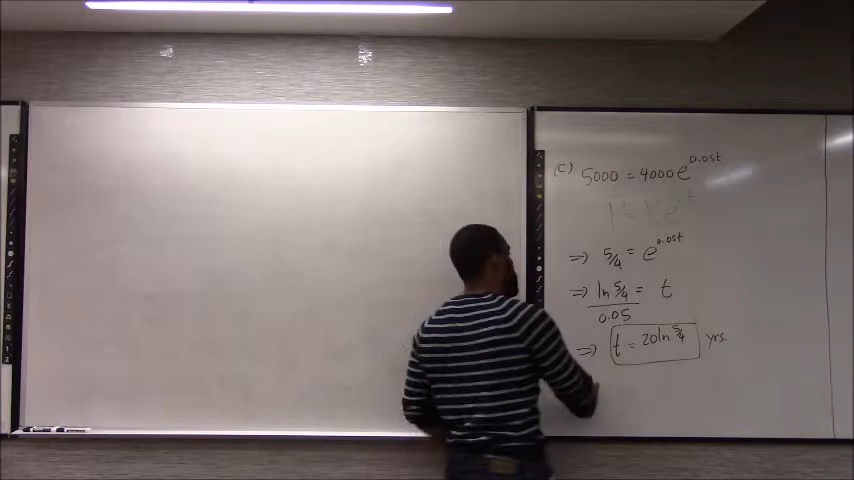 (c) 5000 = 4000e^0.05t
⇒ 5/4 = e^0.05t
⇒ ln 5/4 / 0.05 = t
⇒ t = 20 ln 5/4 yrs.